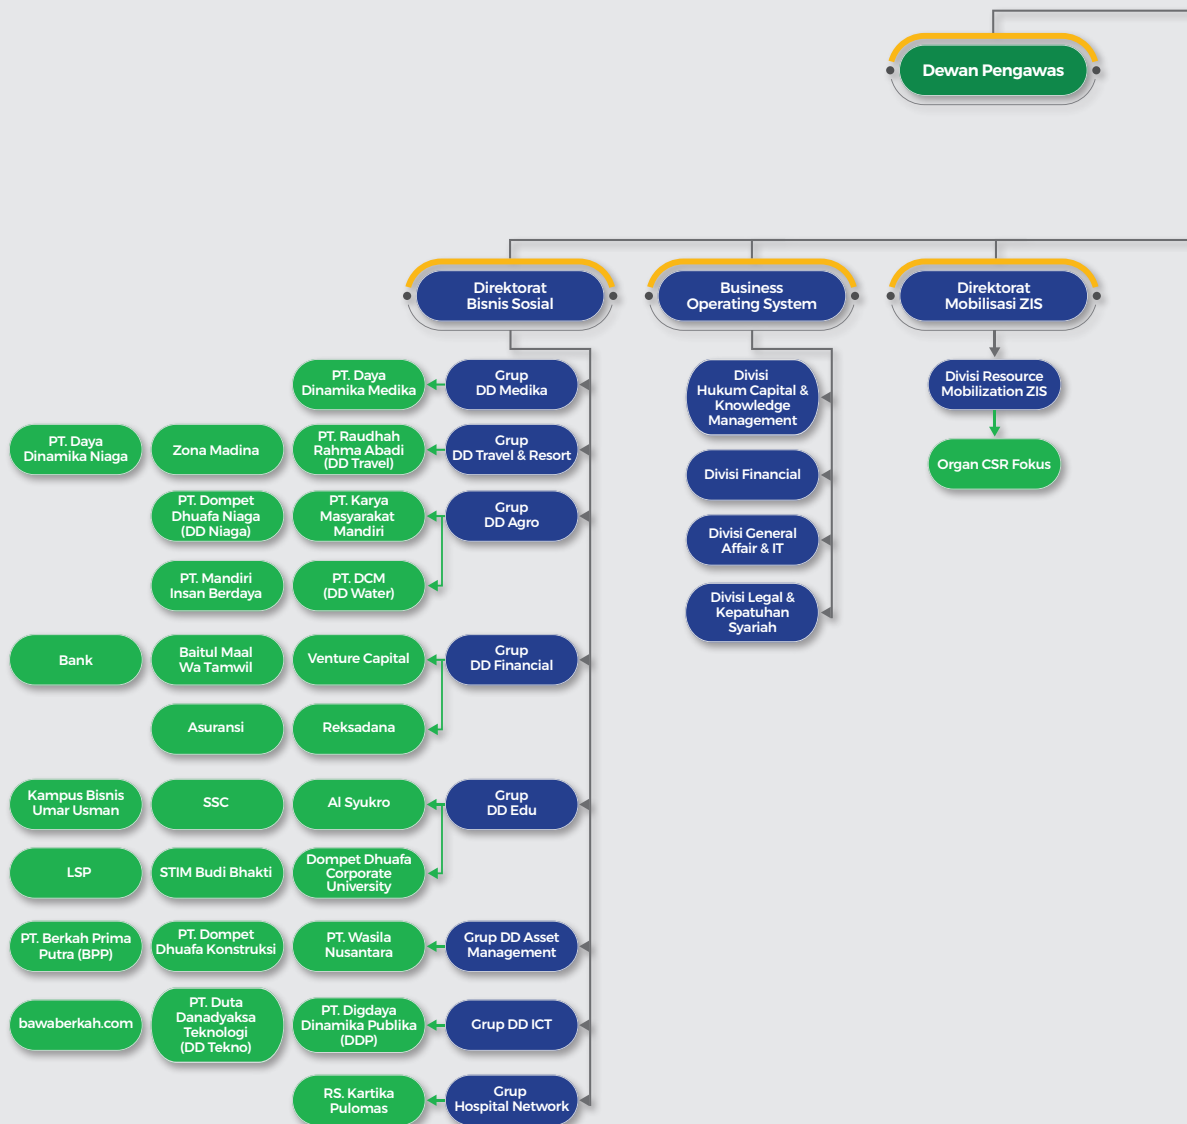 Dewan Pengawas
Direktorat
Bisnis Sosial
Business
Operating System
Direktorat
Mobilisasi ZIS
PT. Daya
Dinamika Medika
Grup
DD Medika
PT. Daya
Dinamika Niaga
Zona Madina
PT. Raudhah
Rahma Abadi
(DD Travel)
Grup
DD Travel & Resort
PT. Dompet
Dhuafa Niaga
(DD Niaga)
PT. Karya
Masyarakat
Mandiri
Grup
DD Agro
PT. Mandiri
Insan Berdaya
PT. DCM
(DD Water)
Bank
Baitul Maal
Wa Tamwil
Venture Capital
Grup
DD Financial
Asuransi
Reksadana
Kampus Bisnis
Umar Usman
SSC
Al Syukro
Grup
DD Edu
LSP
STIM Budi Bhakti
Dompet Dhuafa
Corporate
University
PT. Berkah Prima
Putra (BPP)
PT. Dompet
Dhuafa Konstruksi
PT. Wasila
Nusantara
Grup DD Asset
Management
bawaberkah.com
PT. Duta
Danadyaksa
Teknologi
(DD Tekno)
PT. Digdaya
Dinamika Publika
(DDP)
Grup DD ICT
RS. Kartika
Pulomas
Grup
Hospital Network
Divisi
Hukum Capital &
Knowledge
Management
Divisi Financial
Divisi General
Affair & IT
Divisi Legal &
Kepatuhan
Syariah
Divisi Resource
Mobilization ZIS
Organ CSR Fokus